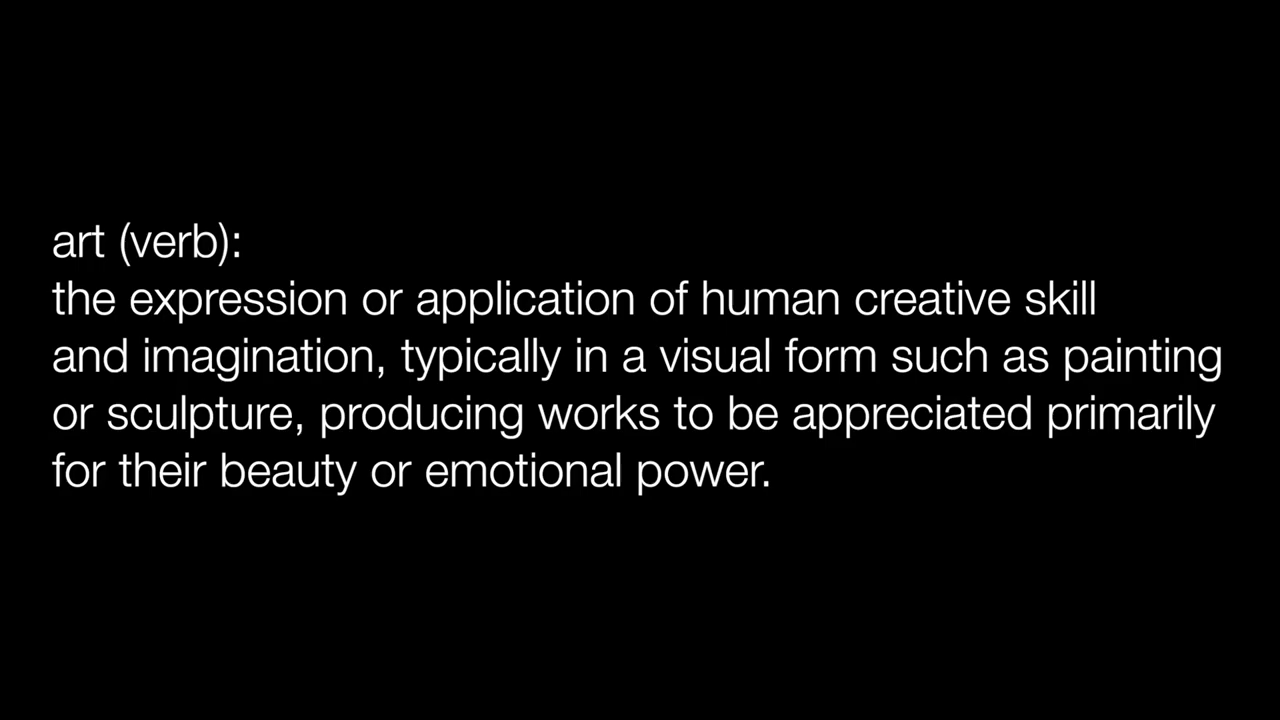 art (verb):
the expression or application of human creative skill
and imagination, typically in a visual form such as painting
or sculpture, producing works to be appreciated primarily
for their beauty or emotional power.